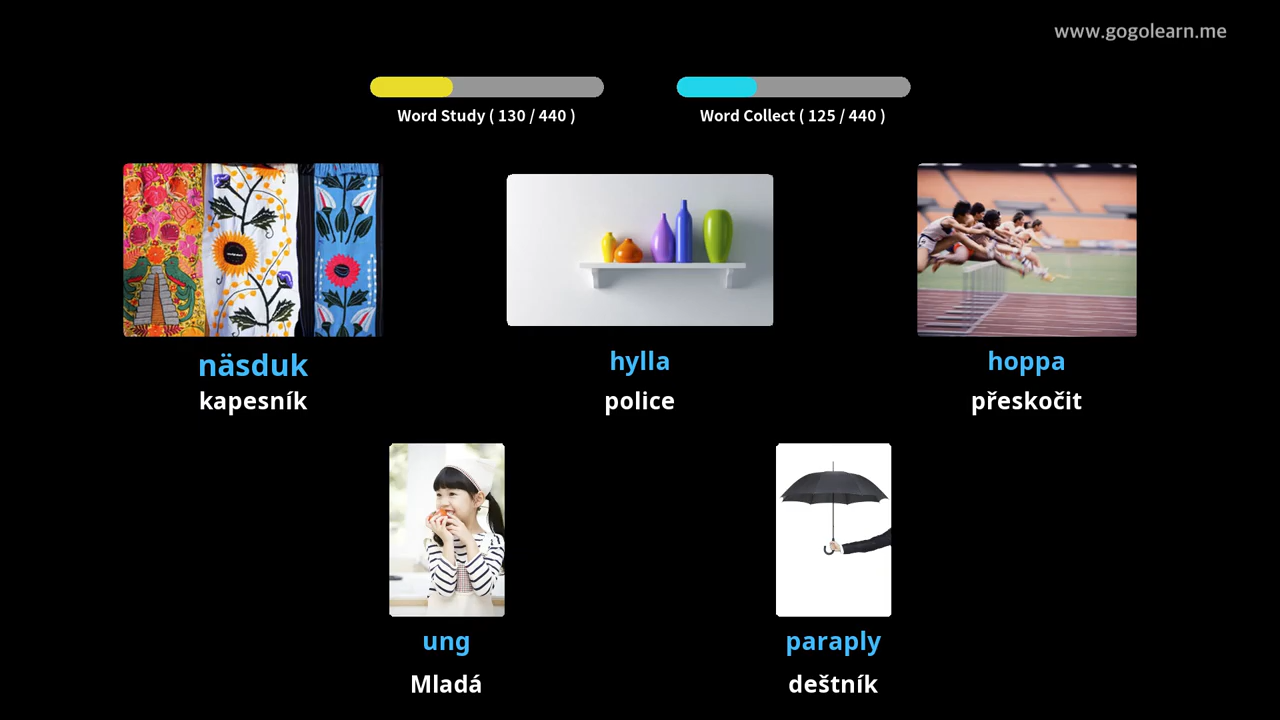 www.gogolearn.me
Word Study ( 130 / 440 )
Word Collect ( 125 / 440 )
näsduk
hylla
hoppa
kapesník
police
přeskočit
ung
paraply
Mladá
deštník